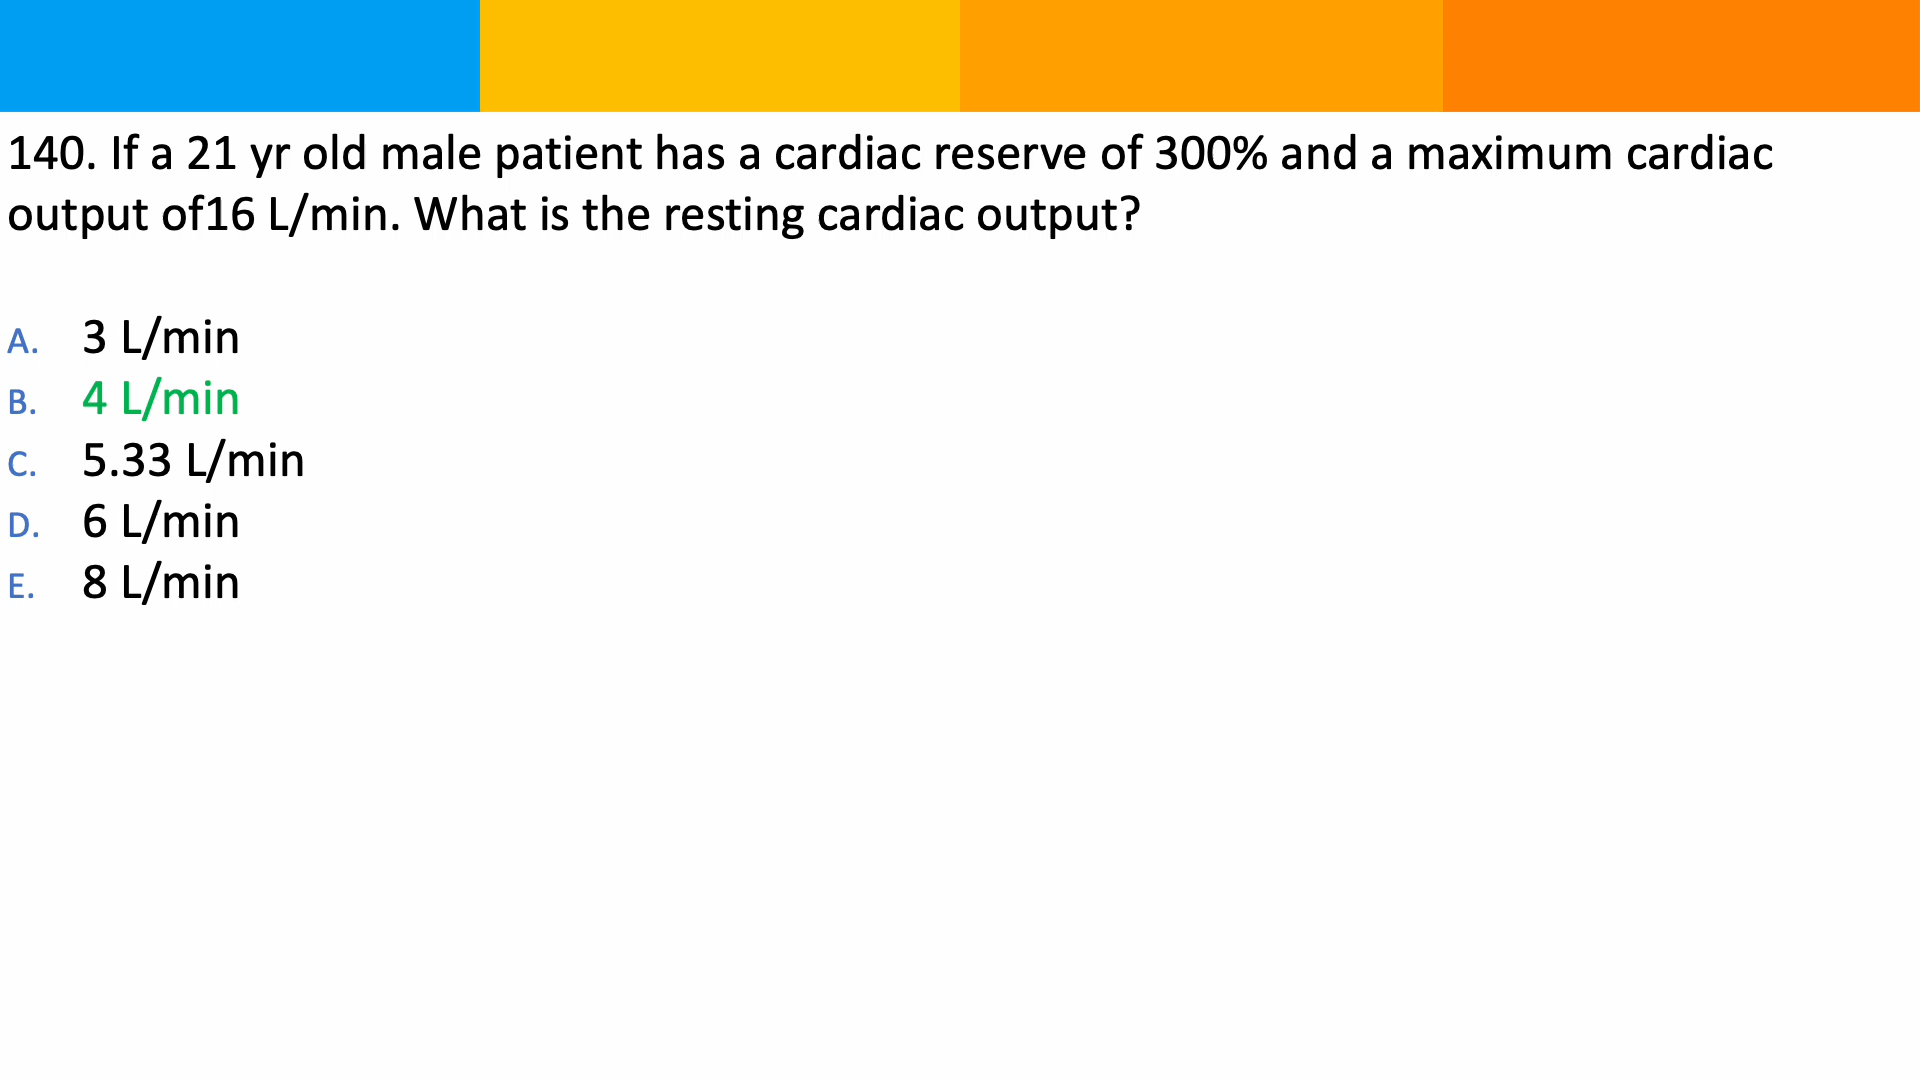 140. If a 21 yr old male patient has a cardiac reserve of 300% and a maximum cardiac
output of16 L/min. What is the resting cardiac output?
A. 3 L/min
B. 4 L/min
C. 5.33 L/min
D. 6 L/min
E. 8 L/min